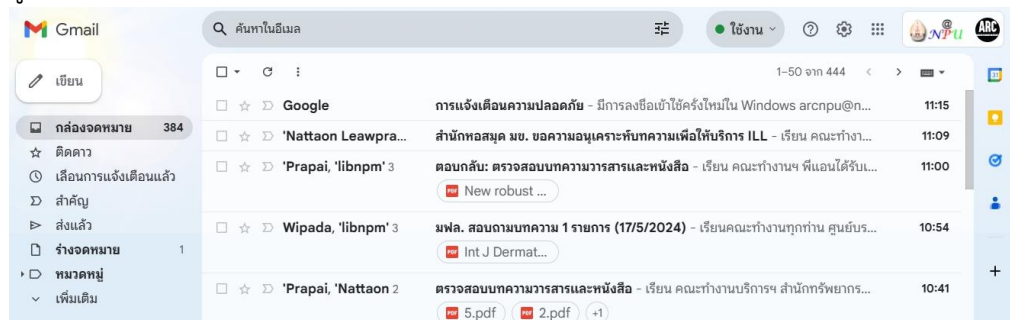 Gmail
ค้นหาในอีเมล
ใช้งาน
@NPU
ARC
เขียน
1–50 จาก 444
กล่องจดหมาย 384
ติดดาว
เลื่อนการแจ้งเตือนแล้ว
สำคัญ
ส่งแล้ว
ร่างจดหมาย 1
หมวดหมู่
เพิ่มเติม
Google การแจ้งเตือนความปลอดภัย - มีการลงชื่อเข้าใช้ครั้งใหม่ใน Windows arcnpu@n... 11:15
'Nattaon Leawpra... สำนักหอสมุด มข. ขอความอนุเคราะห์บทความเพื่อให้บริการ ILL - เรียน คณะทำงา... 11:09
'Prapai, 'libnpm' 3 ตอบกลับ: ตรวจสอบบทความวารสารและหนังสือ - เรียน คณะทำงานฯ พี่แอนได้รับเ... 11:00
PDF New robust ...
Wipada, 'libnpm' 3 มฟล. สอบถามบทความ 1 รายการ (17/5/2024) - เรียนคณะทำงานทุกท่าน ศูนย์บร... 10:54
PDF Int J Dermat...
'Prapai, 'Nattaon 2 ตรวจสอบบทความวารสารและหนังสือ - เรียน คณะทำงานบริการฯ สำนักทรัพยากร... 10:41
PDF 5.pdf PDF 2.pdf +1
31